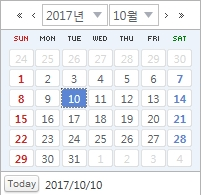 « ‹ 2017년 10월 › »
SUN MON TUE WED THU FRI SAT
24 25 26 27 28 29 30
1 2 3 4 5 6 7
8 9 10 11 12 13 14
15 16 17 18 19 20 21
22 23 24 25 26 27 28
29 30 31 1 2 3 4
Today 2017/10/10